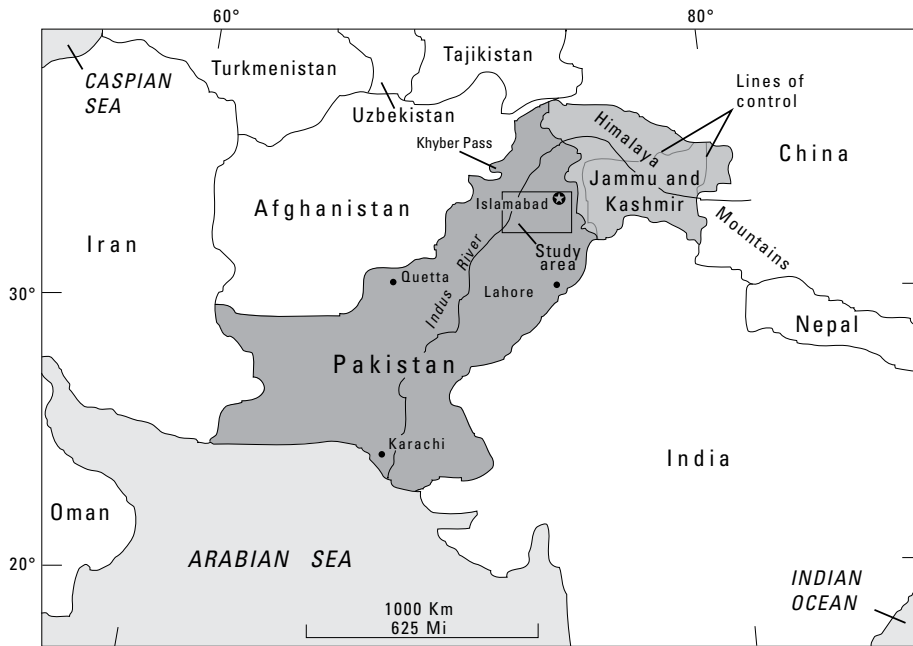 60°
80°
CASPIAN
SEA
Turkmenistan
Tajikistan
Uzbekistan
Lines of
control
Khyber Pass
Himalaya
China
Jammu and
Kashmir
Islamabad
Afghanistan
Iran
Mountains
Study
area
Indus River
Quetta
Lahore
30°
Nepal
Pakistan
Karachi
India
Oman
ARABIAN SEA
20°
INDIAN
OCEAN
1000 Km
625 Mi